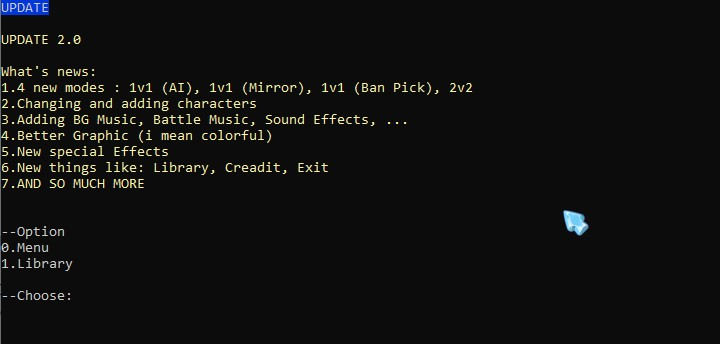 UPDATE
UPDATE 2.0
What's news:
1.4 new modes : 1v1 (AI), 1v1 (Mirror), 1v1 (Ban Pick), 2v2
2.Changing and adding characters
3.Adding BG Music, Battle Music, Sound Effects, ...
4.Better Graphic (i mean colorful)
5.New special Effects
6.New things like: Library, Creadit, Exit
7.AND SO MUCH MORE
--Option
0.Menu
1.Library
--Choose: